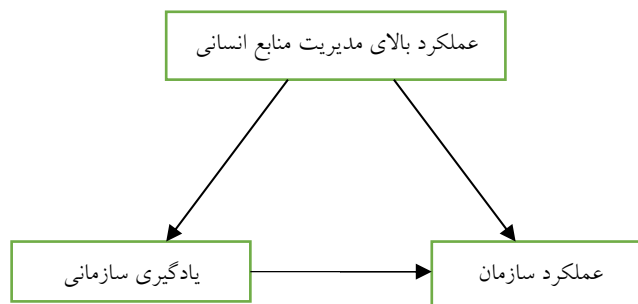 عملکرد بالای مدیریت منابع انسانی
یادگیری سازمانی
عملکرد سازمان